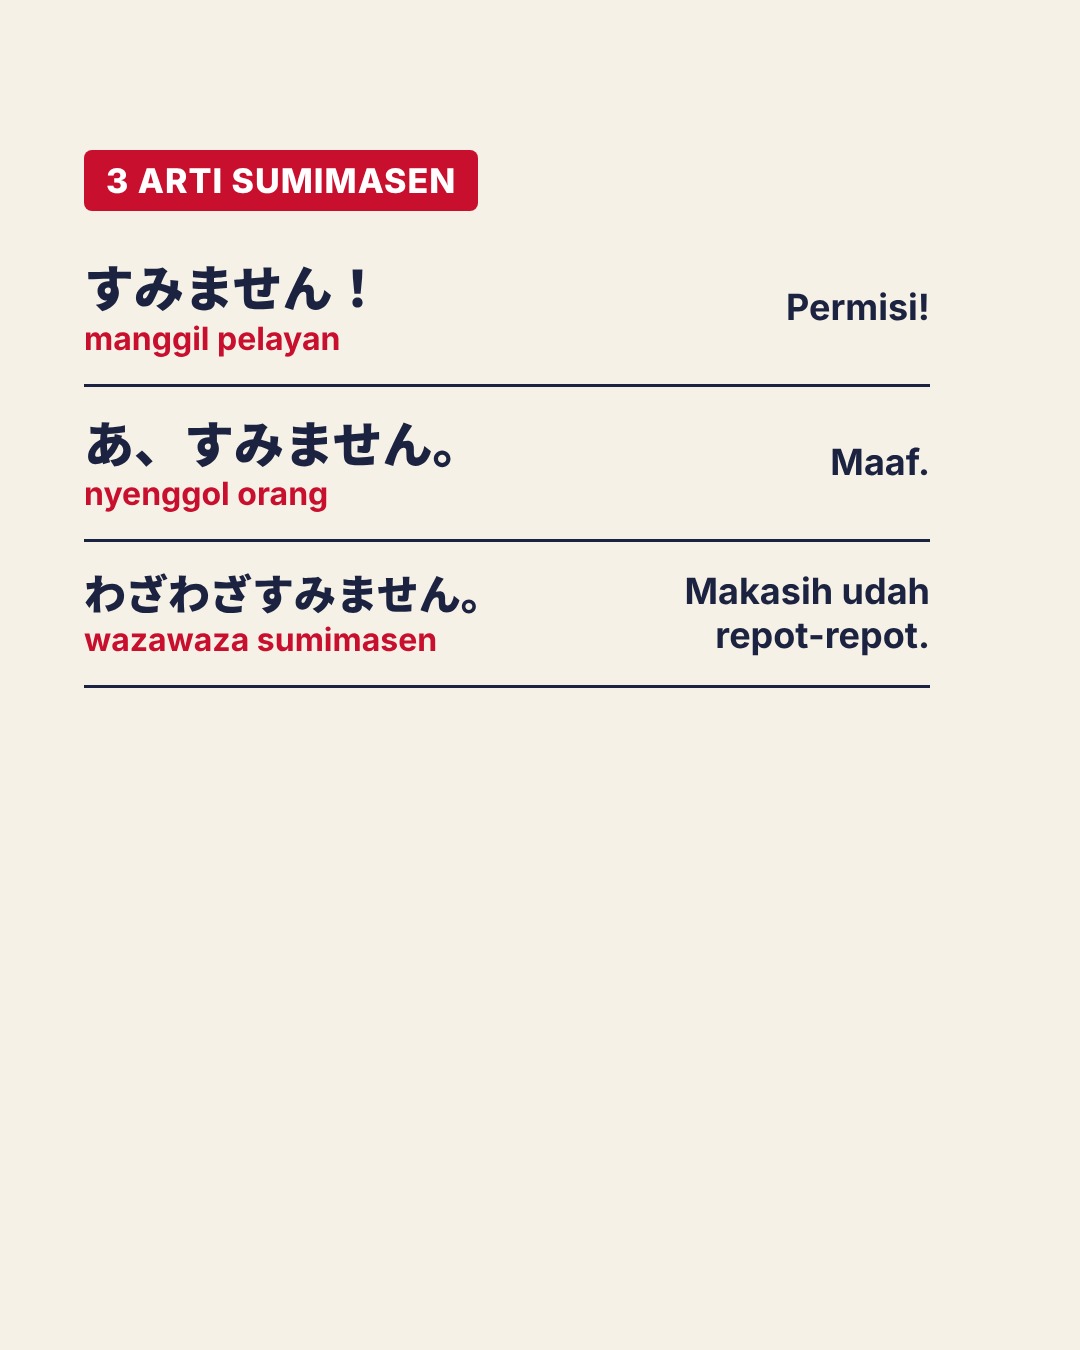 3 ARTI SUMIMASEN
すみません！
manggil pelayan
Permisi!
あ、すみません。
nyenggol orang
Maaf.
わざわざすみません。
wazawaza sumimasen
Makasih udah
repot-repot.